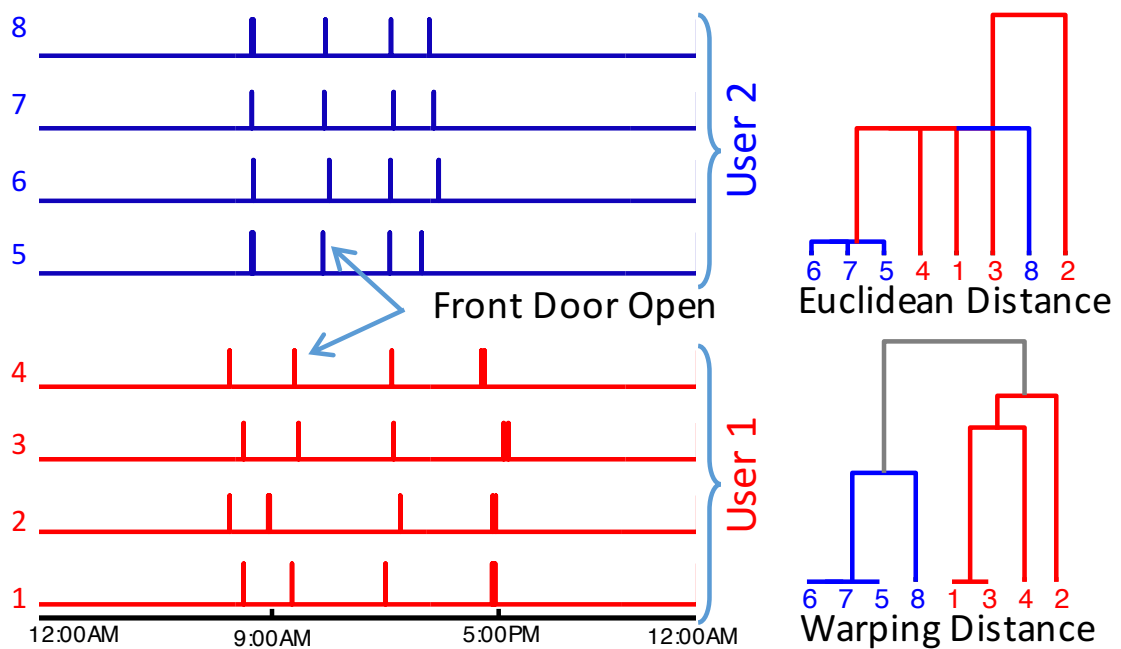 8
7
6
5
User 2
Front Door Open
4
3
2
1
User 1
12:00AM 9:00AM 5:00PM 12:00AM
6 7 5 4 1 3 8 2
Euclidean Distance
6 7 5 8 1 3 4 2
Warping Distance